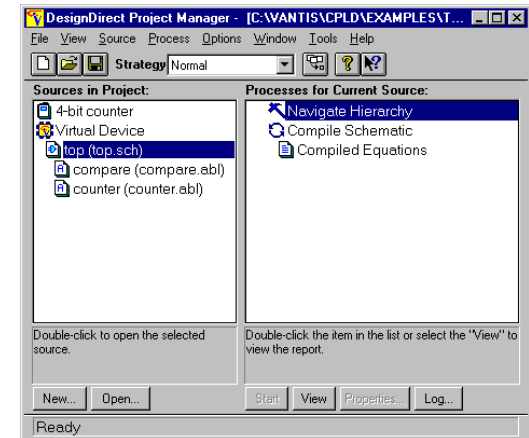 DesignDirect Project Manager - [C:\VANTIS\CPLD\EXAMPLES\T...
File View Source Process Options Window Tools Help
Strategy Normal
Sources in Project:
4-bit counter
Virtual Device
top (top.sch)
compare (compare.abl)
counter (counter.abl)
Double-click to open the selected
source.
New... Open...
Processes for Current Source:
Navigate Hierarchy
Compile Schematic
Compiled Equations
Double-click the item in the list or select the "View" to
view the report.
Start View Properties... Log...
Ready